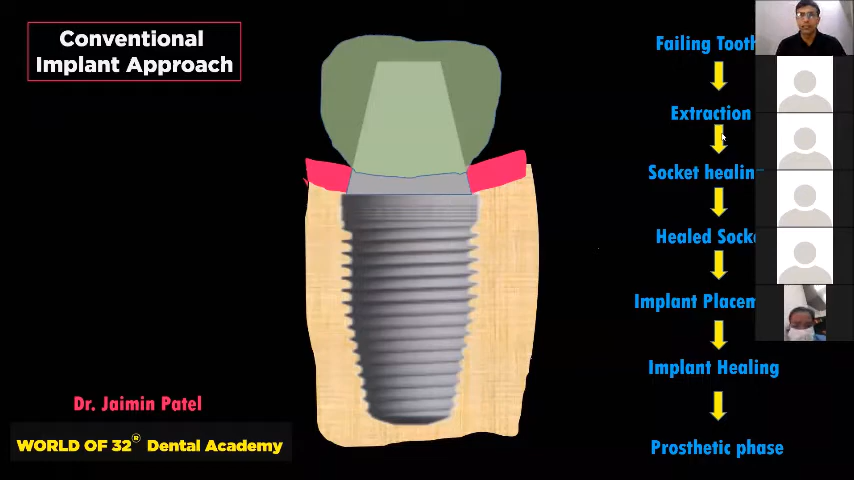 Conventional
Implant Approach
Failing Tooth
Extraction
Socket healin
Healed Socke
Implant Placem
Implant Healing
Prosthetic phase
Dr. Jaimin Patel
WORLD OF 32® Dental Academy